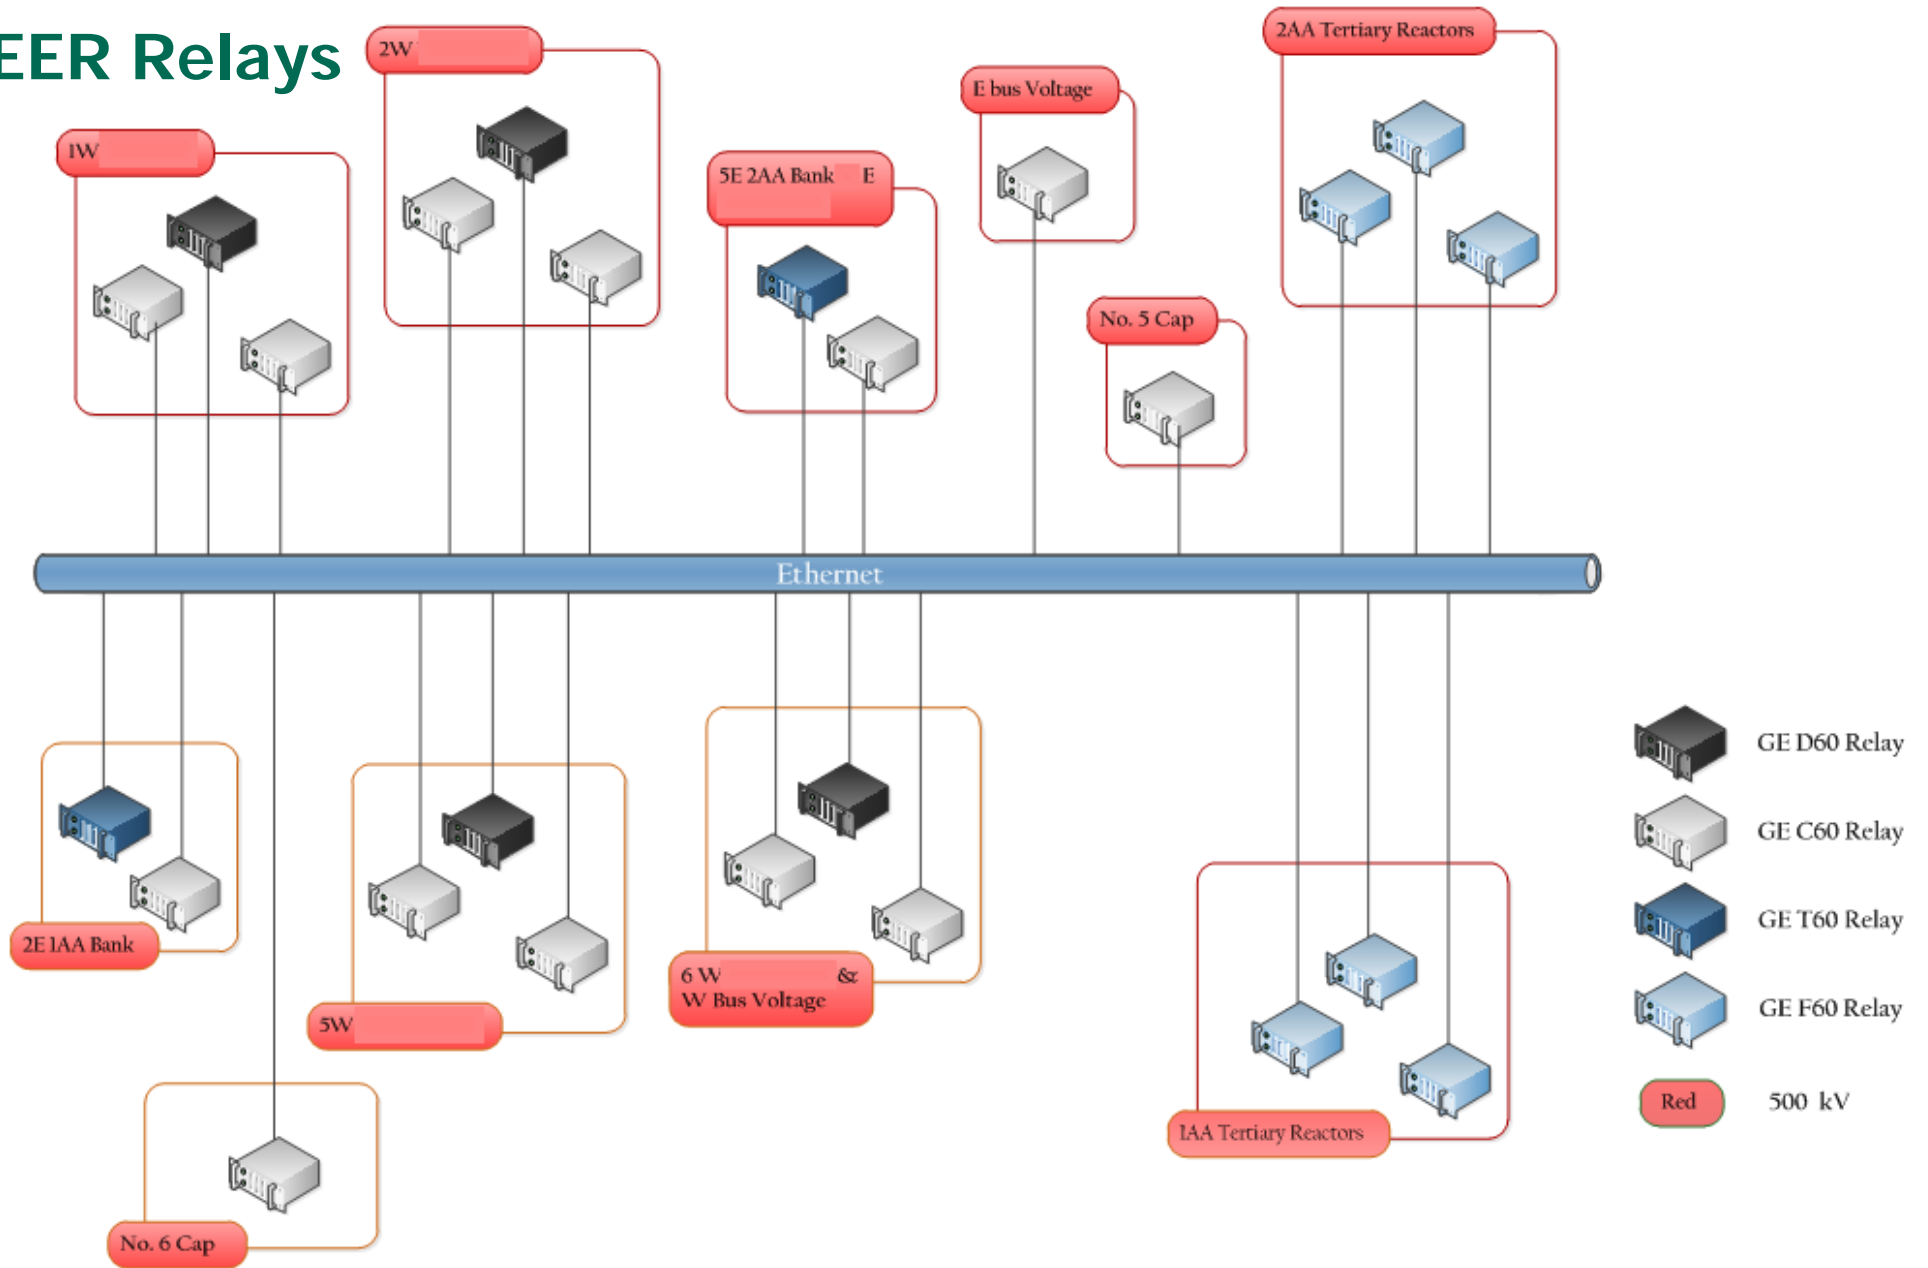 EER Relays
2W
2AA Tertiary Reactors
E bus Voltage
1W
5E 2AA Bank E
No. 5 Cap
Ethernet
GE D60 Relay
GE C60 Relay
GE T60 Relay
GE F60 Relay
Red 500 kV
2E 1AA Bank
5W
6 W &
W Bus Voltage
1AA Tertiary Reactors
No. 6 Cap